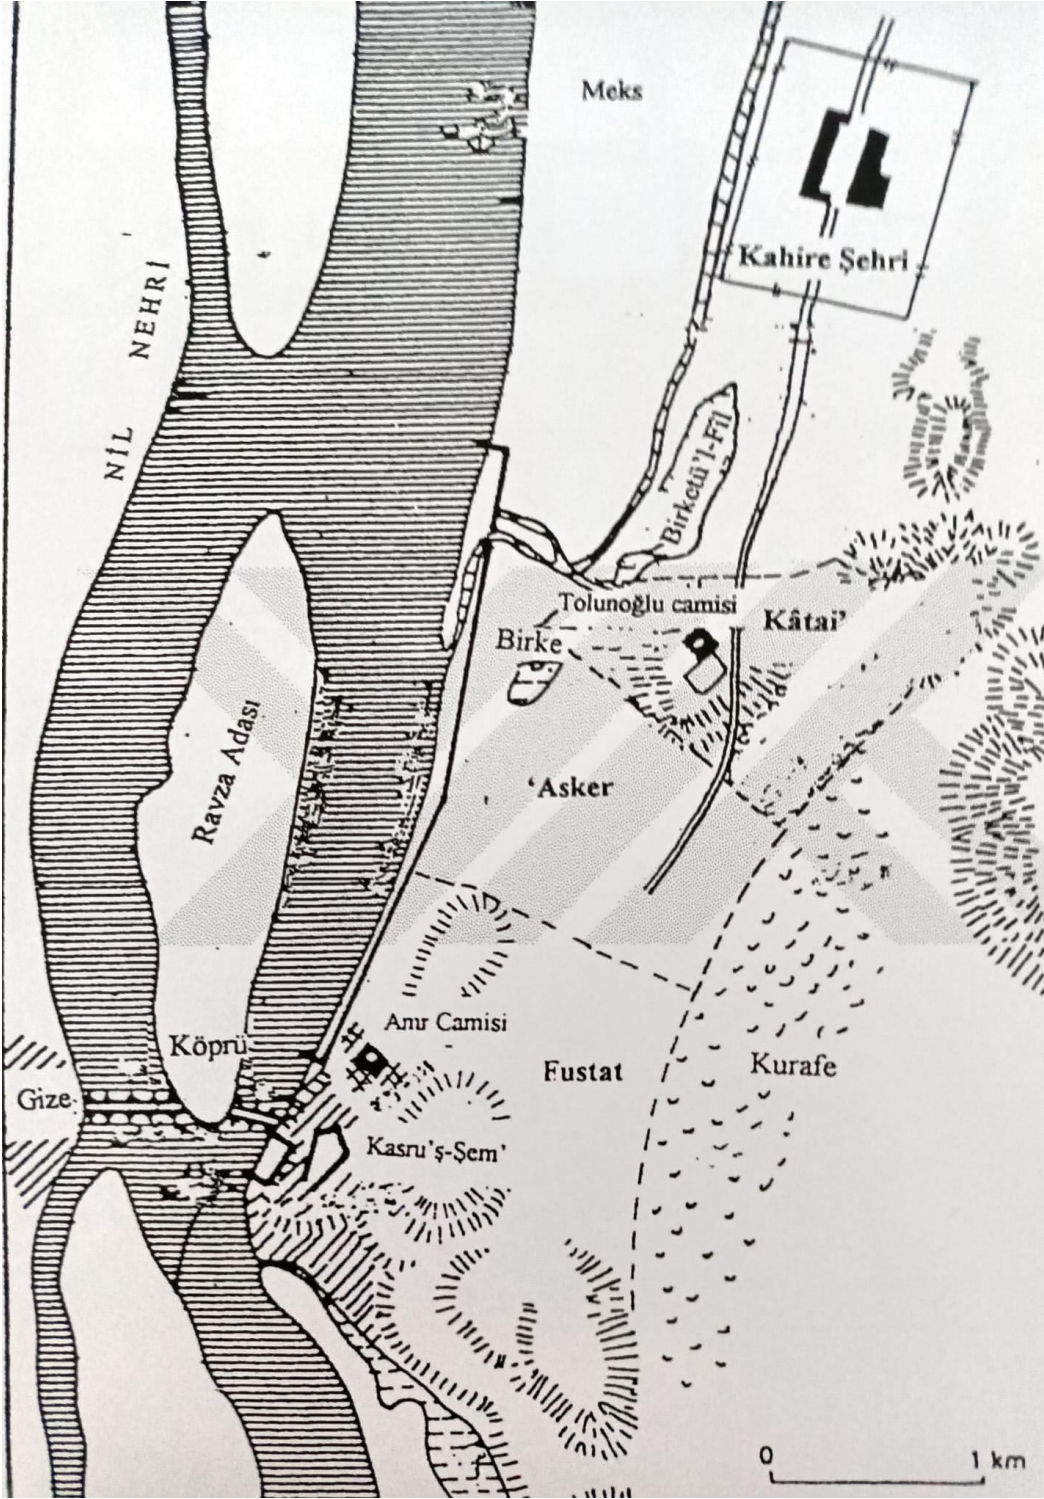 Meks
Kahire Şehri
NİL NEHRİ
Birketü'l-Fil
Tolunoğlu camisi
Kâtai'
Birke
Ravza Adası
'Asker
Amr Camisi
Köprü
Fustat
Kurafe
Gize
Kasru'ş-Şem'
0 1 km